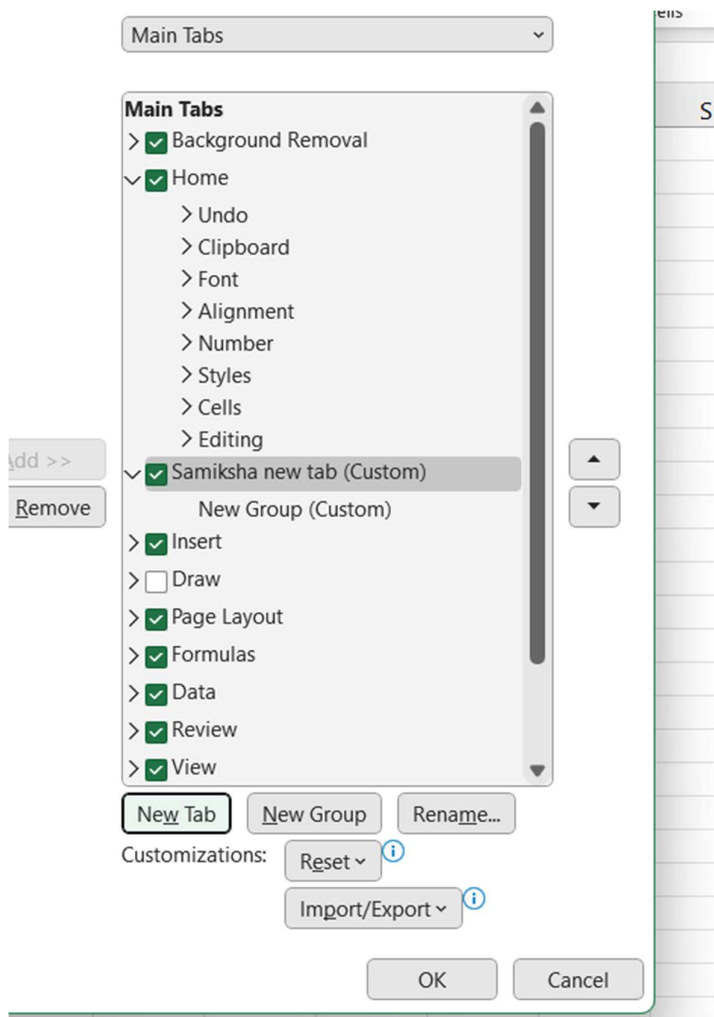 ells
Main Tabs
S
Main Tabs
Background Removal
Home
Undo
Clipboard
Font
Alignment
Number
Styles
Cells
Editing
Add >>
Samiksha new tab (Custom)
Remove
New Group (Custom)
Insert
Draw
Page Layout
Formulas
Data
Review
View
New Tab
New Group
Rename...
Customizations:
Reset
Import/Export
OK
Cancel